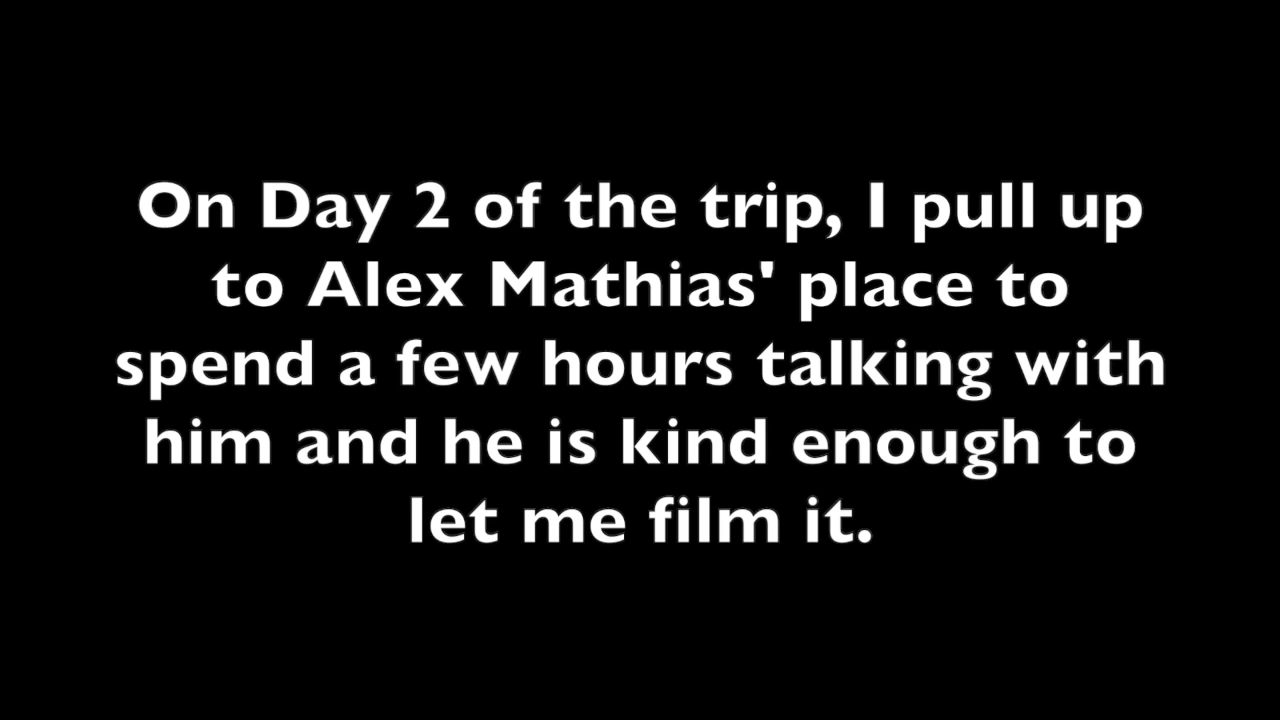 On Day 2 of the trip, I pull up
to Alex Mathias' place to
spend a few hours talking with
him and he is kind enough to
let me film it.